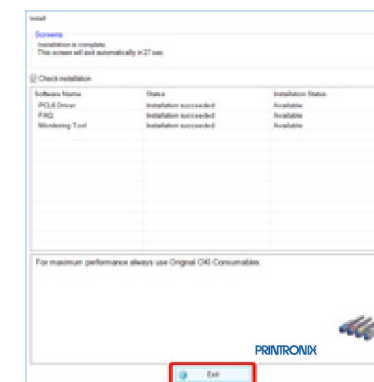 Install
Screens
Installation is complete.
This screen will exit automatically in 27 sec.
Check installation
Software Name Status Installation Status
PCL6 Driver Installation succeeded Available
FAQ Installation succeeded Available
Monitoring Tool Installation succeeded Available
For maximum performance always use Original OKI Consumables.
PRINTRONIX
Exit